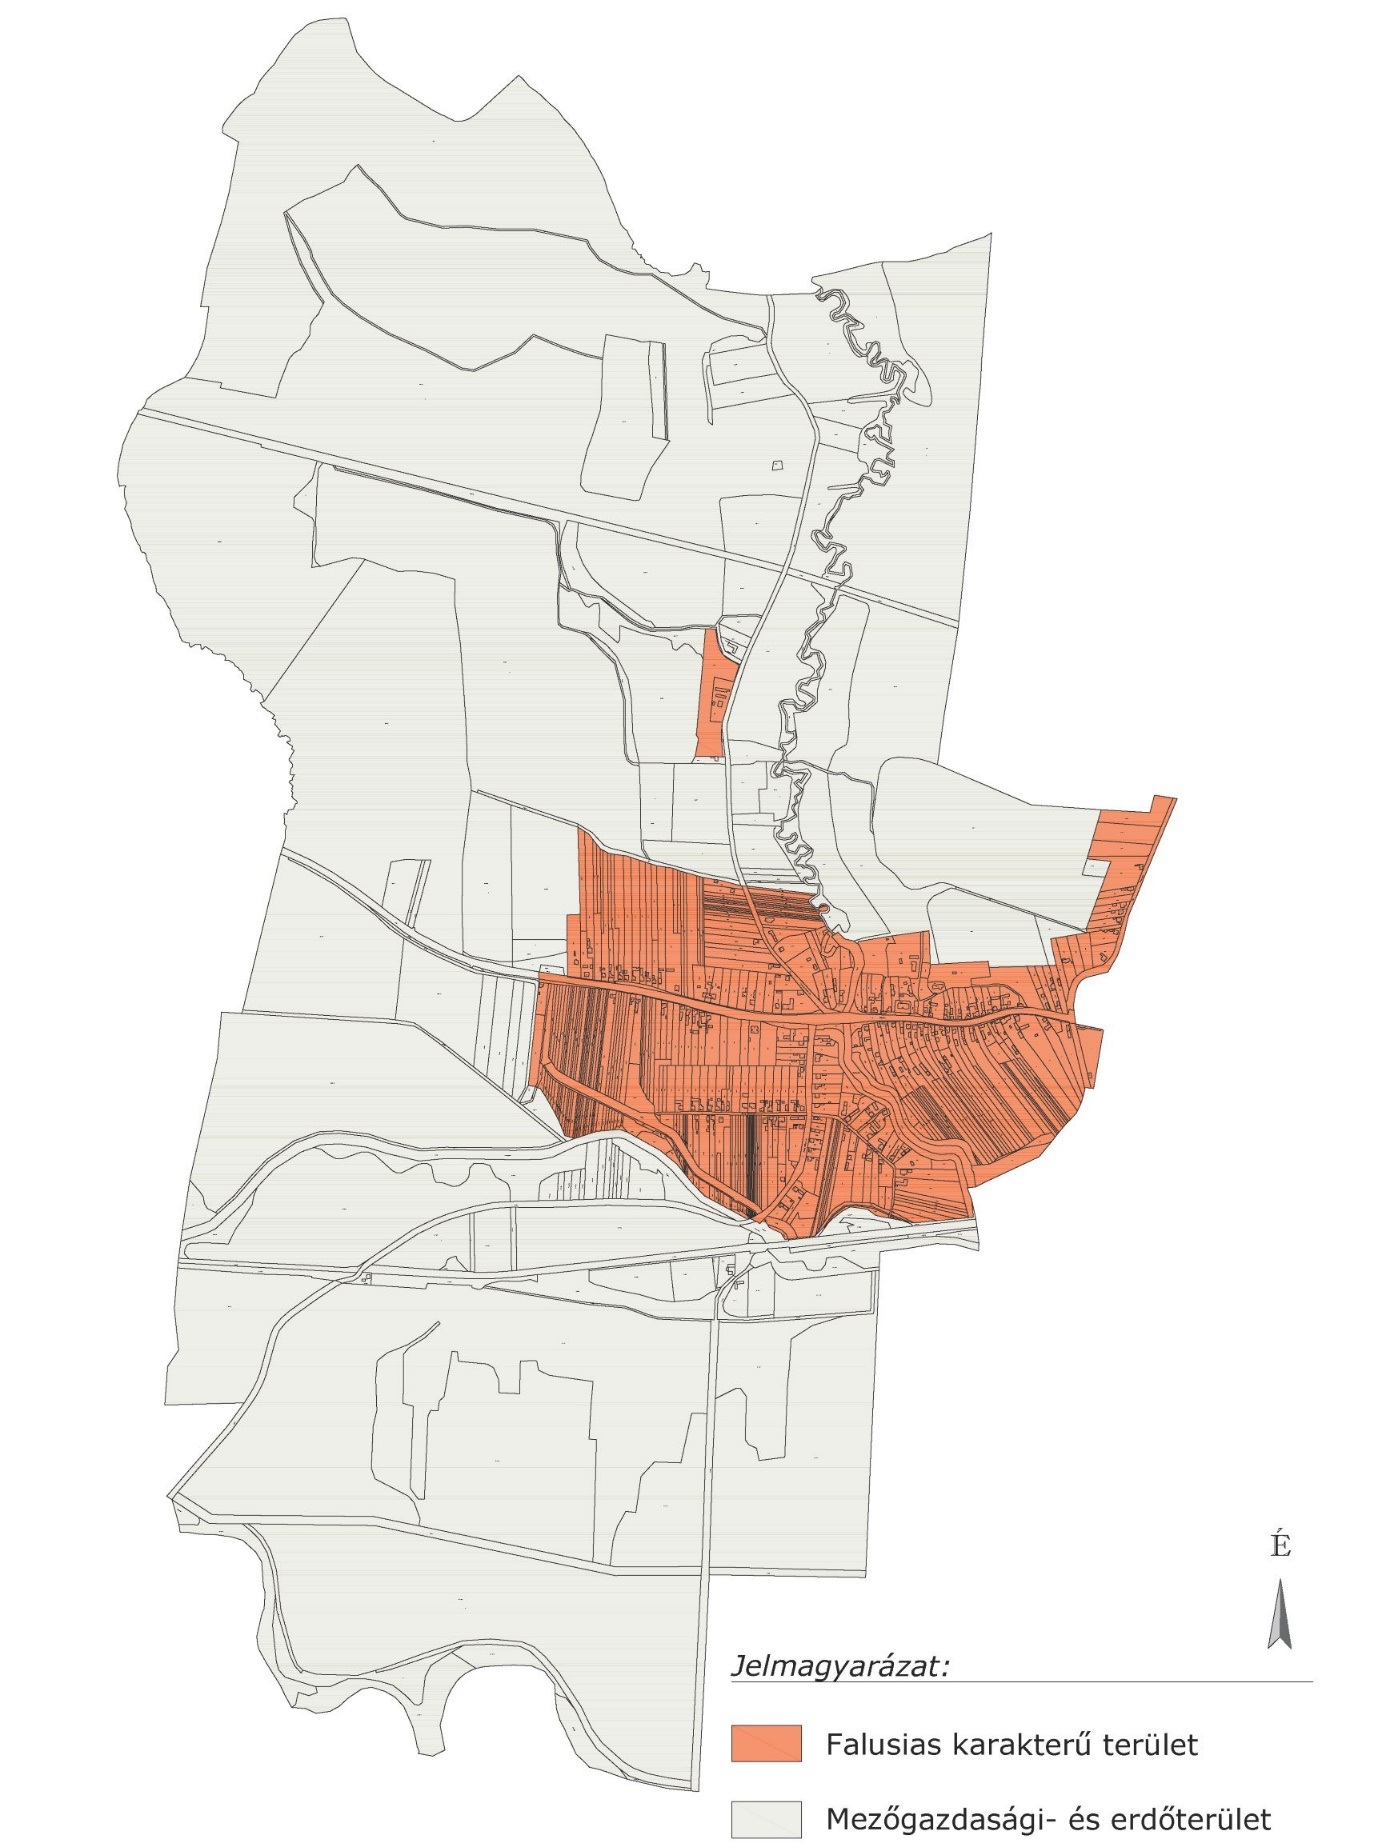 É
Jelmagyarázat:
Falusias karakterű terület
Mezőgazdasági- és erdőterület